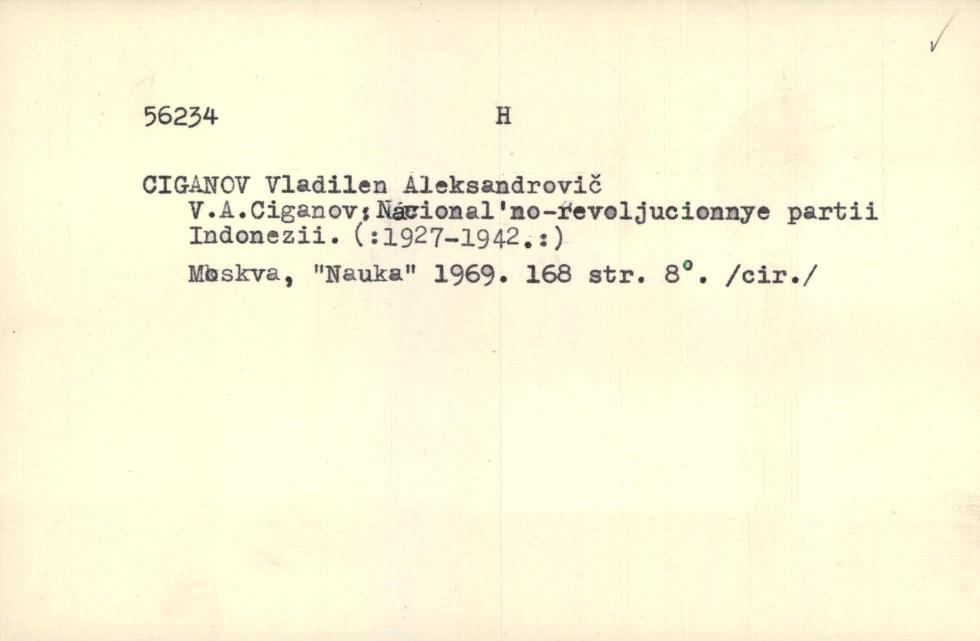 56234 H
CIGANOV Vladilen Aleksandrovič
V.A.Ciganov: Nacional'no-revoljucionnye partii
Indonezii. (:1927-1942.:)
Moskva, "Nauka" 1969. 168 str. 8°. /cir./